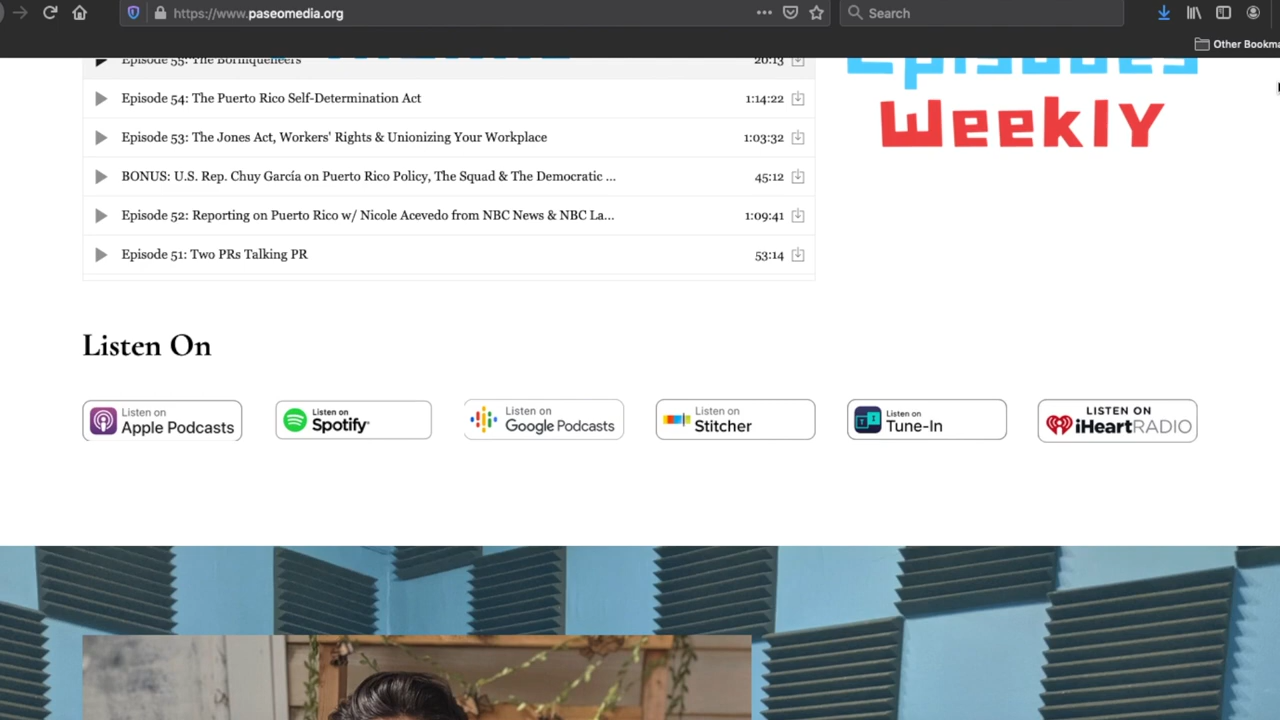 https://www.paseomedia.org
Search
Other Bookma
Episode 55: The Borinqueneers 20:13
Episodes
Weekly
Episode 54: The Puerto Rico Self-Determination Act 1:14:22
Episode 53: The Jones Act, Workers' Rights & Unionizing Your Workplace 1:03:32
BONUS: U.S. Rep. Chuy García on Puerto Rico Policy, The Squad & The Democratic ... 45:12
Episode 52: Reporting on Puerto Rico w/ Nicole Acevedo from NBC News & NBC La... 1:09:41
Episode 51: Two PRs Talking PR 53:14
Listen On
Listen on
Apple Podcasts
Listen on
Spotify
Listen on
Google Podcasts
Listen on
Stitcher
Listen on
Tune-In
LISTEN ON
iHeartRADIO